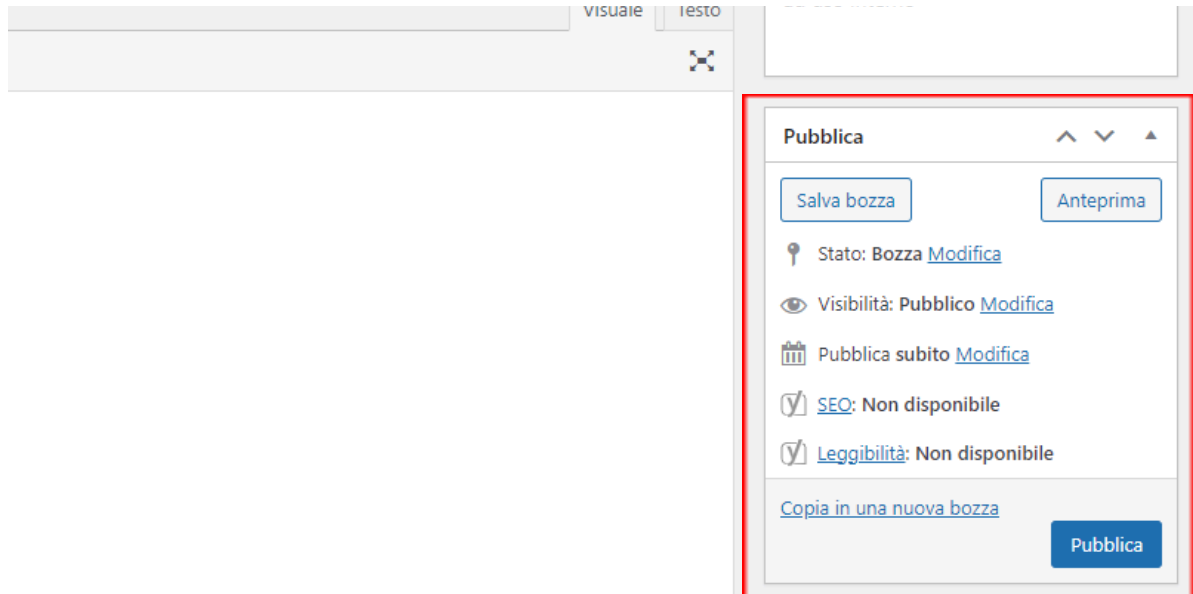 Visuale Testo
Pubblica
Salva bozza Anteprima
Stato: Bozza Modifica
Visibilità: Pubblico Modifica
Pubblica subito Modifica
SEO: Non disponibile
Leggibilità: Non disponibile
Copia in una nuova bozza
Pubblica